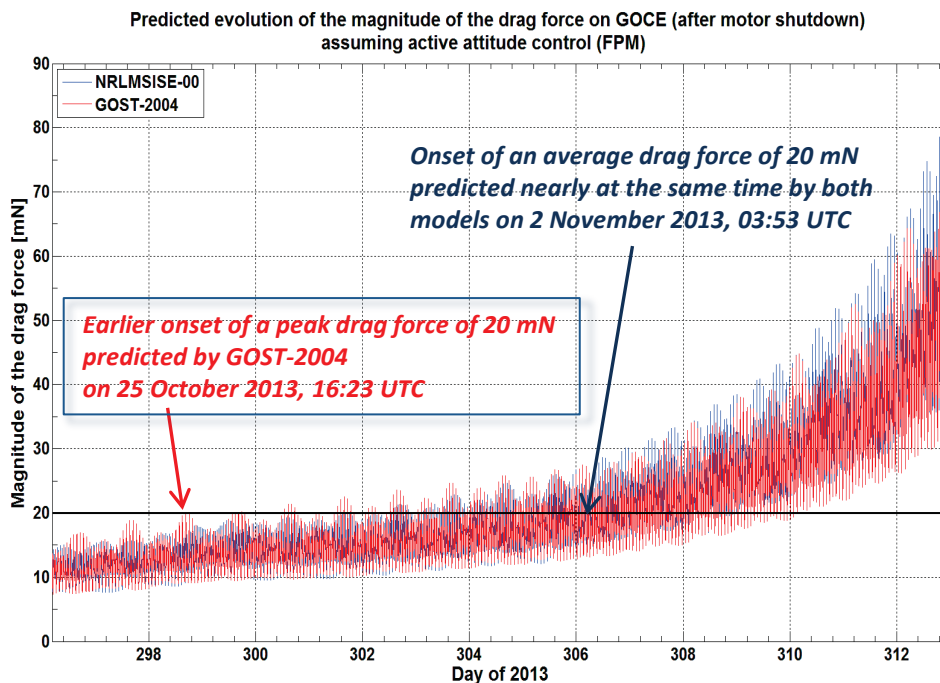 Predicted evolution of the magnitude of the drag force on GOCE (after motor shutdown)
assuming active attitude control (FPM)
90
80
70
60
50
40
30
20
10
0
Magnitude of the drag force [mN]
NRLMSISE-00
GOST-2004
Onset of an average drag force of 20 mN
predicted nearly at the same time by both
models on 2 November 2013, 03:53 UTC
Earlier onset of a peak drag force of 20 mN
predicted by GOST-2004
on 25 October 2013, 16:23 UTC
298
300
302
304
306
308
310
312
Day of 2013